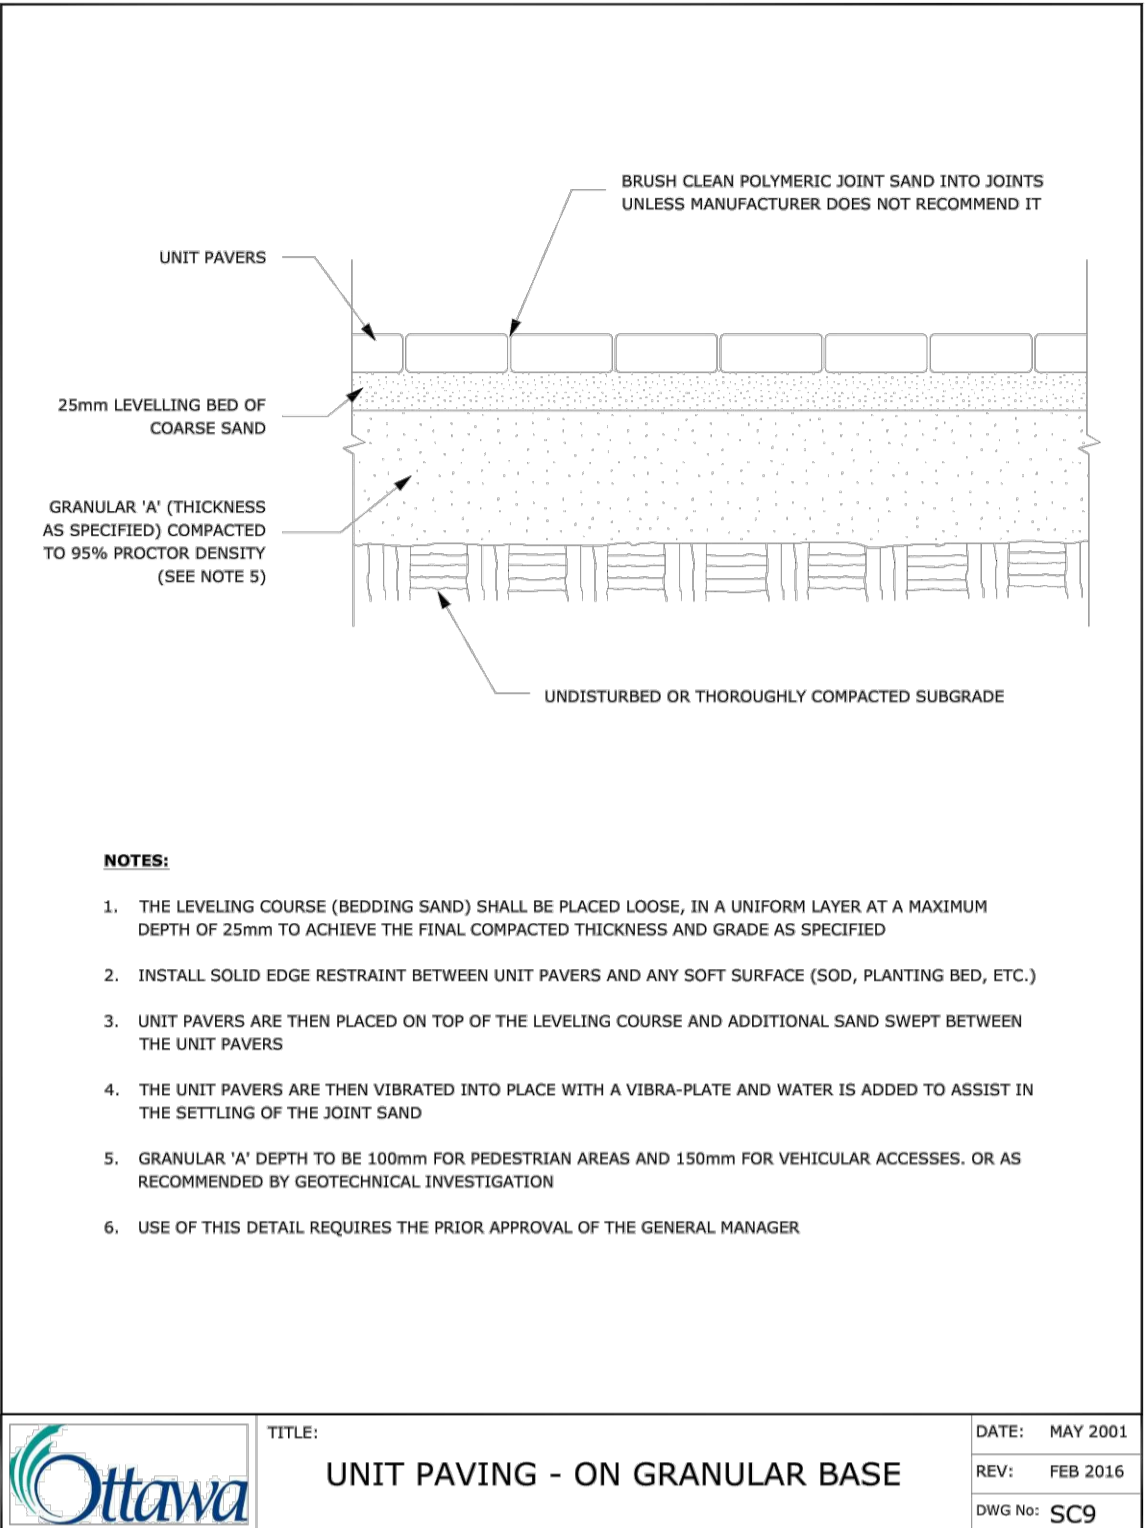 BRUSH CLEAN POLYMERIC JOINT SAND INTO JOINTS
UNLESS MANUFACTURER DOES NOT RECOMMEND IT
UNIT PAVERS
25mm LEVELLING BED OF
COARSE SAND
GRANULAR 'A' (THICKNESS
AS SPECIFIED) COMPACTED
TO 95% PROCTOR DENSITY
(SEE NOTE 5)
UNDISTURBED OR THOROUGHLY COMPACTED SUBGRADE
NOTES:
1. THE LEVELING COURSE (BEDDING SAND) SHALL BE PLACED LOOSE, IN A UNIFORM LAYER AT A MAXIMUM
DEPTH OF 25mm TO ACHIEVE THE FINAL COMPACTED THICKNESS AND GRADE AS SPECIFIED
2. INSTALL SOLID EDGE RESTRAINT BETWEEN UNIT PAVERS AND ANY SOFT SURFACE (SOD, PLANTING BED, ETC.)
3. UNIT PAVERS ARE THEN PLACED ON TOP OF THE LEVELING COURSE AND ADDITIONAL SAND SWEPT BETWEEN
THE UNIT PAVERS
4. THE UNIT PAVERS ARE THEN VIBRATED INTO PLACE WITH A VIBRA-PLATE AND WATER IS ADDED TO ASSIST IN
THE SETTLING OF THE JOINT SAND
5. GRANULAR 'A' DEPTH TO BE 100mm FOR PEDESTRIAN AREAS AND 150mm FOR VEHICULAR ACCESSES. OR AS
RECOMMENDED BY GEOTECHNICAL INVESTIGATION
6. USE OF THIS DETAIL REQUIRES THE PRIOR APPROVAL OF THE GENERAL MANAGER
Ottawa
TITLE:
UNIT PAVING - ON GRANULAR BASE
DATE: MAY 2001
REV: FEB 2016
DWG No: SC9